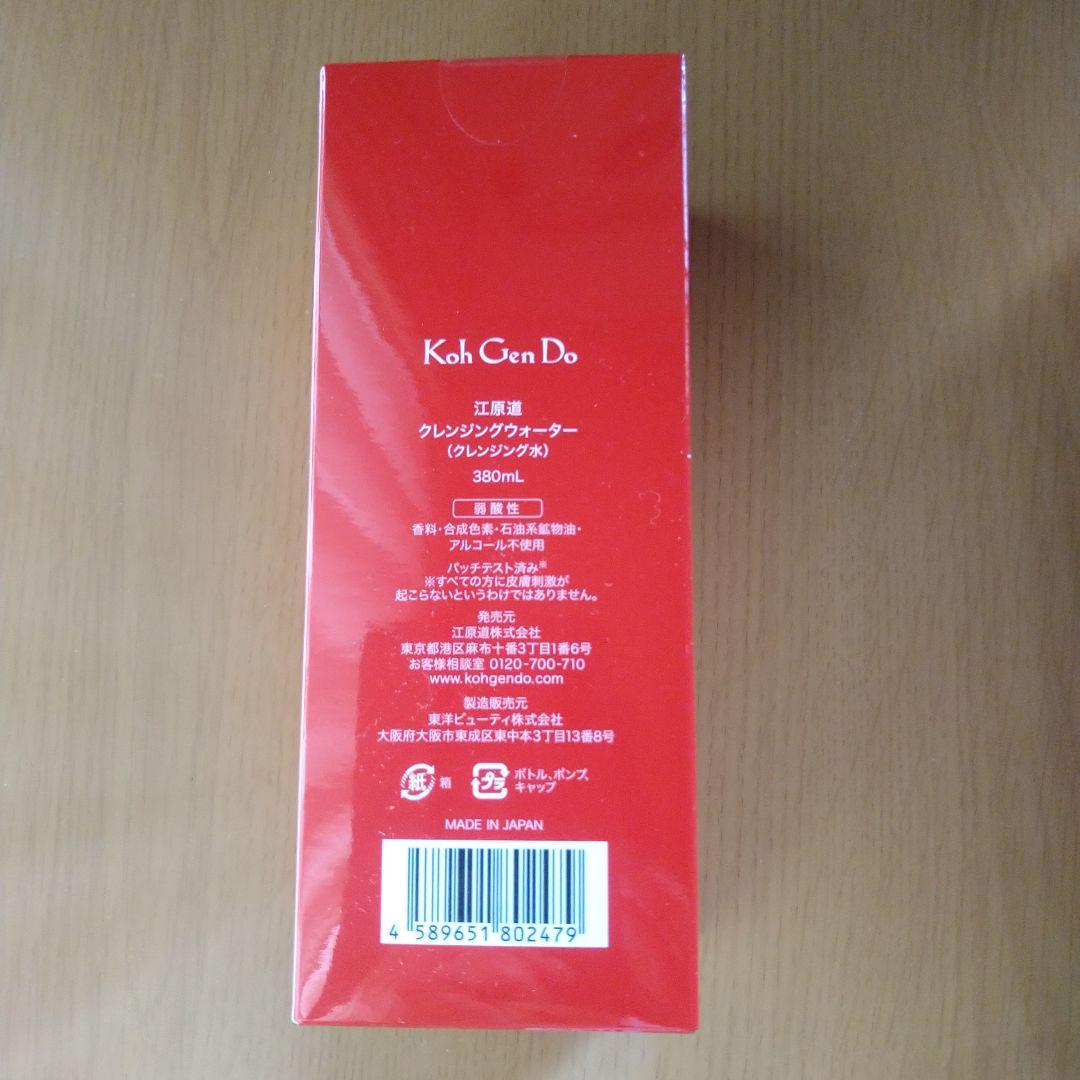 Koh Gen Do
江原道
クレンジングウォーター
(クレンジング水)
380mL
弱酸性
香料・合成色素・石油系鉱物油・
アルコール不使用
パッチテスト済み※
※すべての方に皮膚刺激が
起こらないというわけではありません。
発売元
江原道株式会社
東京都港区麻布十番3丁目1番6号
お客様相談室 0120-700-710
www.kohgendo.com
製造販売元
東洋ビューティ株式会社
大阪府大阪市東成区東中本3丁目13番8号
紙 箱
プラ ボトル、ポンプ、
キャップ
MADE IN JAPAN
4 589651 802479